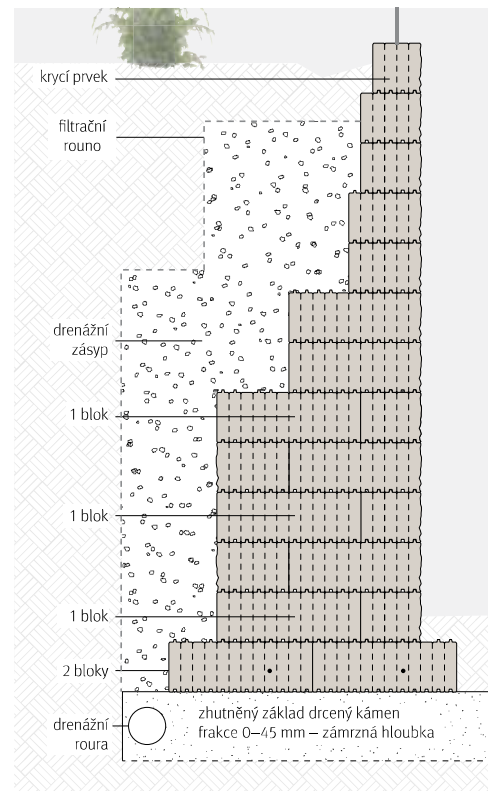 krycí prvek
filtrační
rouno
drenážní
zásyp
1 blok
1 blok
1 blok
2 bloky
drenážní
roura
zhutněný základ drcený kámen
frakce 0–45 mm – zámrzná hloubka